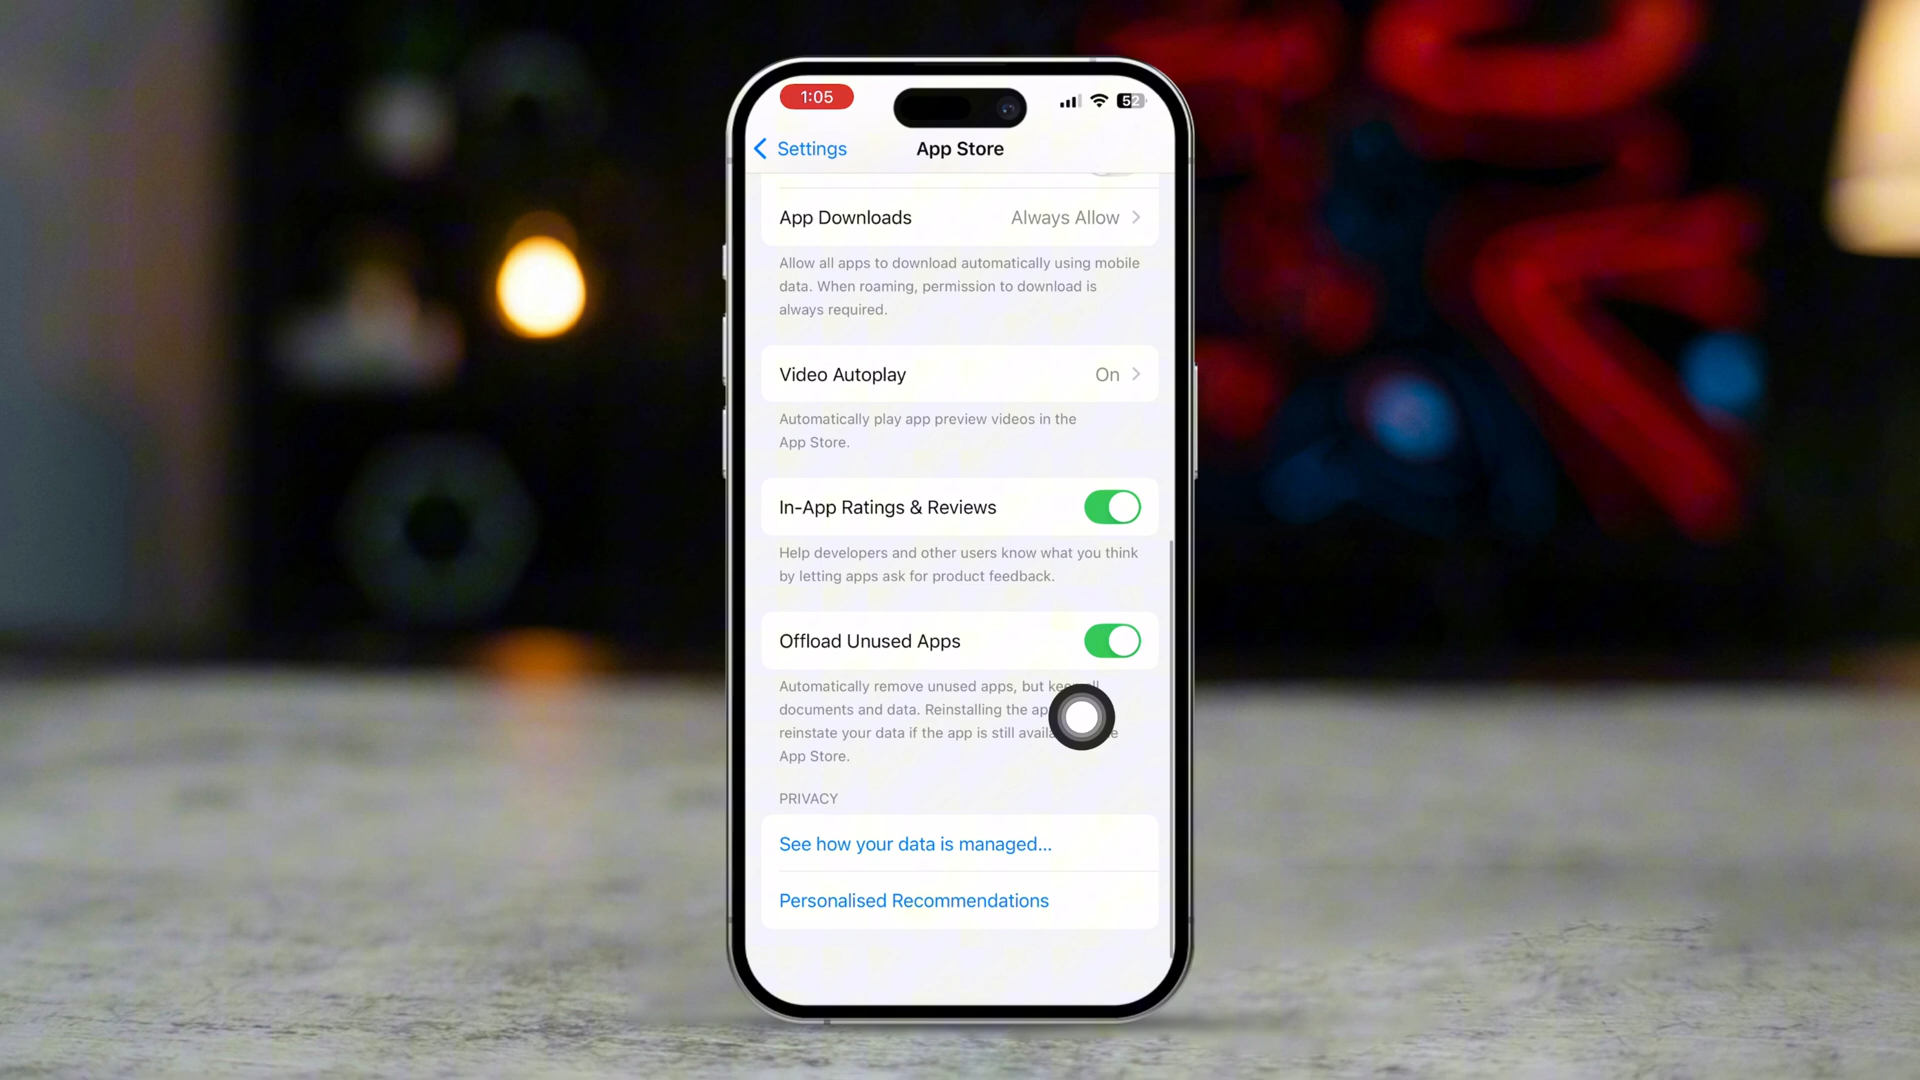 1:05
52
Settings
App Store
App Downloads Always Allow
Allow all apps to download automatically using mobile
data. When roaming, permission to download is
always required.
Video Autoplay On
Automatically play app preview videos in the
App Store.
In-App Ratings & Reviews
Help developers and other users know what you think
by letting apps ask for product feedback.
Offload Unused Apps
Automatically remove unused apps, but
documents and data. Reinstalling the
reinstate your data if the app is still
App Store.
PRIVACY
See how your data is managed...
Personalised Recommendations